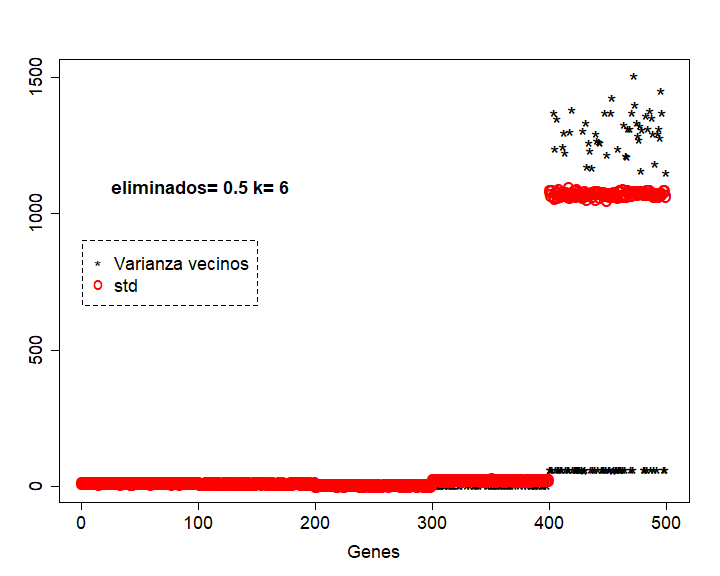 1500
1000
500
0
eliminados= 0.5 k= 6
* Varianza vecinos
o std
0 100 200 300 400 500
Genes